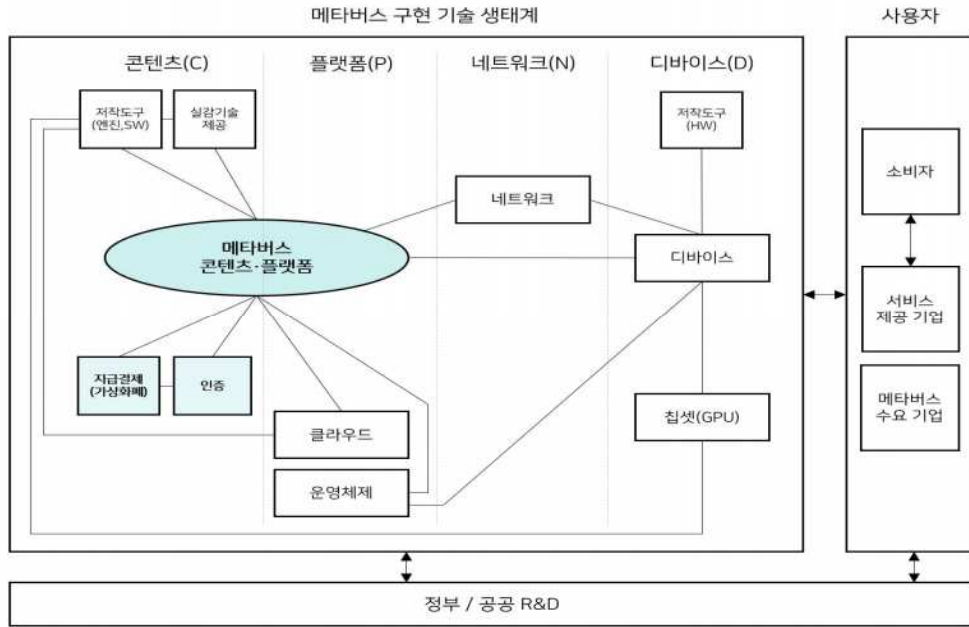 메타버스 구현 기술 생태계
사용자
콘텐츠(C)
플랫폼(P)
네트워크(N)
디바이스(D)
저작도구
(엔진,SW)
실감기술
제공
저작도구
(HW)
네트워크
메타버스
콘텐츠·플랫폼
디바이스
지급결제
(가상화폐)
인증
클라우드
운영체제
칩셋(GPU)
소비자
서비스
제공 기업
메타버스
수요 기업
정부 / 공공 R&D